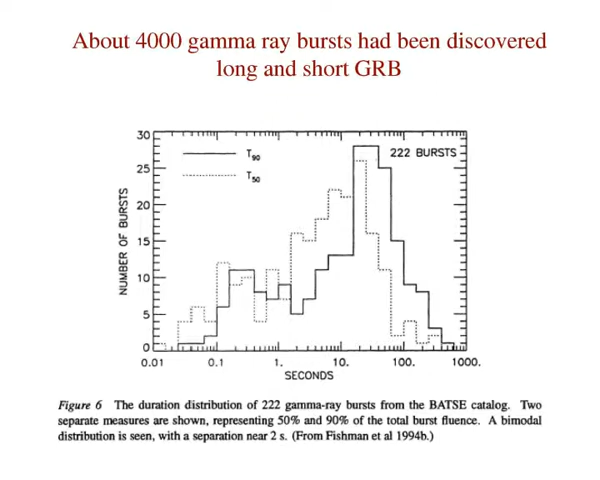 About 4000 gamma ray bursts had been discovered
long and short GRB
30
25
20
15
10
5
0
NUMBER OF BURSTS
T90
T50
222 BURSTS
0.01 0.1 1. 10. 100. 1000.
SECONDS
Figure 6 The duration distribution of 222 gamma-ray bursts from the BATSE catalog. Two
separate measures are shown, representing 50% and 90% of the total burst fluence. A bimodal
distribution is seen, with a separation near 2 s. (From Fishman et al 1994b.)